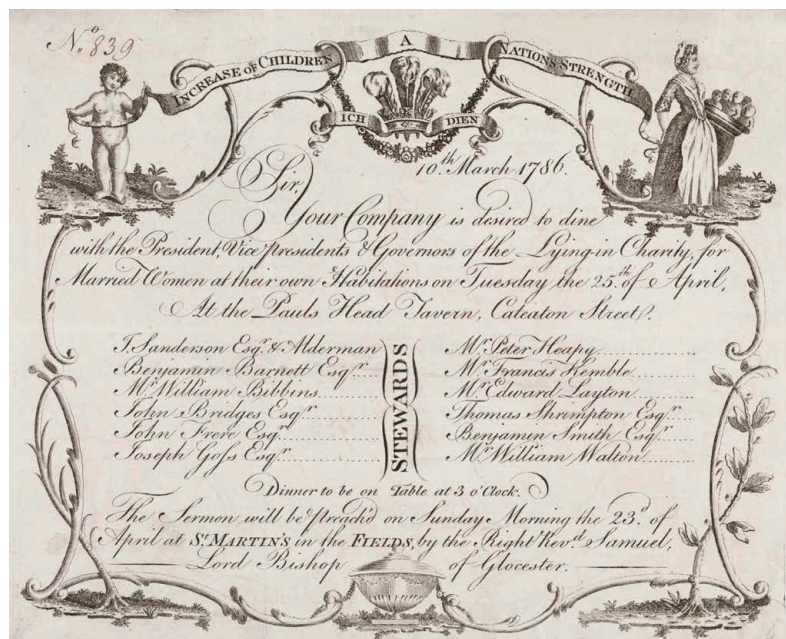 No. 839
INCREASE OF CHILDREN A NATIONS STRENGTH
ICH DIEN
10.th March 1786.
Sir,
Your Company is desired to dine
with the President, Vice presidents & Governors of the Lying-in Charity, for
Married Women at their own Habitations on Tuesday the 25.th of April,
At the Pauls Head Tavern, Cateaton Street.
STEWARDS
T. Sanderson Esqr. & Alderman
Benjamin Barnett Esqr.
Mr. William Bibbins
John Bridges Esqr.
John Frere Esqr.
Joseph Goss Esqr.
Mr. Peter Heapy
Mr. Francis Kemble
Mr. Edward Layton
Thomas Shrimpton Esqr.
Benjamin Smith Esqr.
Mr. William Walton
Dinner to be on Table at 3 o'Clock.
The Sermon will be preach'd on Sunday Morning the 23.d of
April at St. MARTIN'S in the FIELDS, by the Right Revd. Samuel,
Lord Bishop of Glocester.